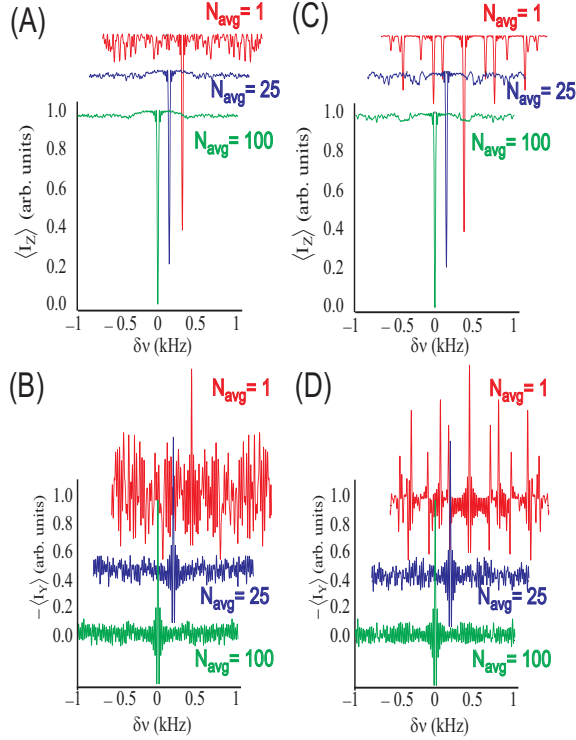 (A)
N_avg= 1
N_avg= 25
N_avg= 100
⟨I_Z⟩ (arb. units)
1.0
0.8
0.6
0.4
0.2
0.0
−1
− 0.5
0
0.5
1
δν (kHz)
(C)
N_avg= 1
N_avg= 25
N_avg= 100
⟨I_Z⟩ (arb. units)
1.0
0.8
0.6
0.4
0.2
0.0
−1
− 0.5
0
0.5
1
δν (kHz)
(B)
N_avg= 1
N_avg= 25
N_avg= 100
−⟨I_Y⟩ (arb. units)
1.0
0.8
0.6
0.4
0.2
0.0
−1
− 0.5
0
0.5
1
δν (kHz)
(D)
N_avg= 1
N_avg= 25
N_avg= 100
−⟨I_Y⟩ (arb. units)
1.0
0.8
0.6
0.4
0.2
0.0
−1
− 0.5
0
0.5
1
δν (kHz)